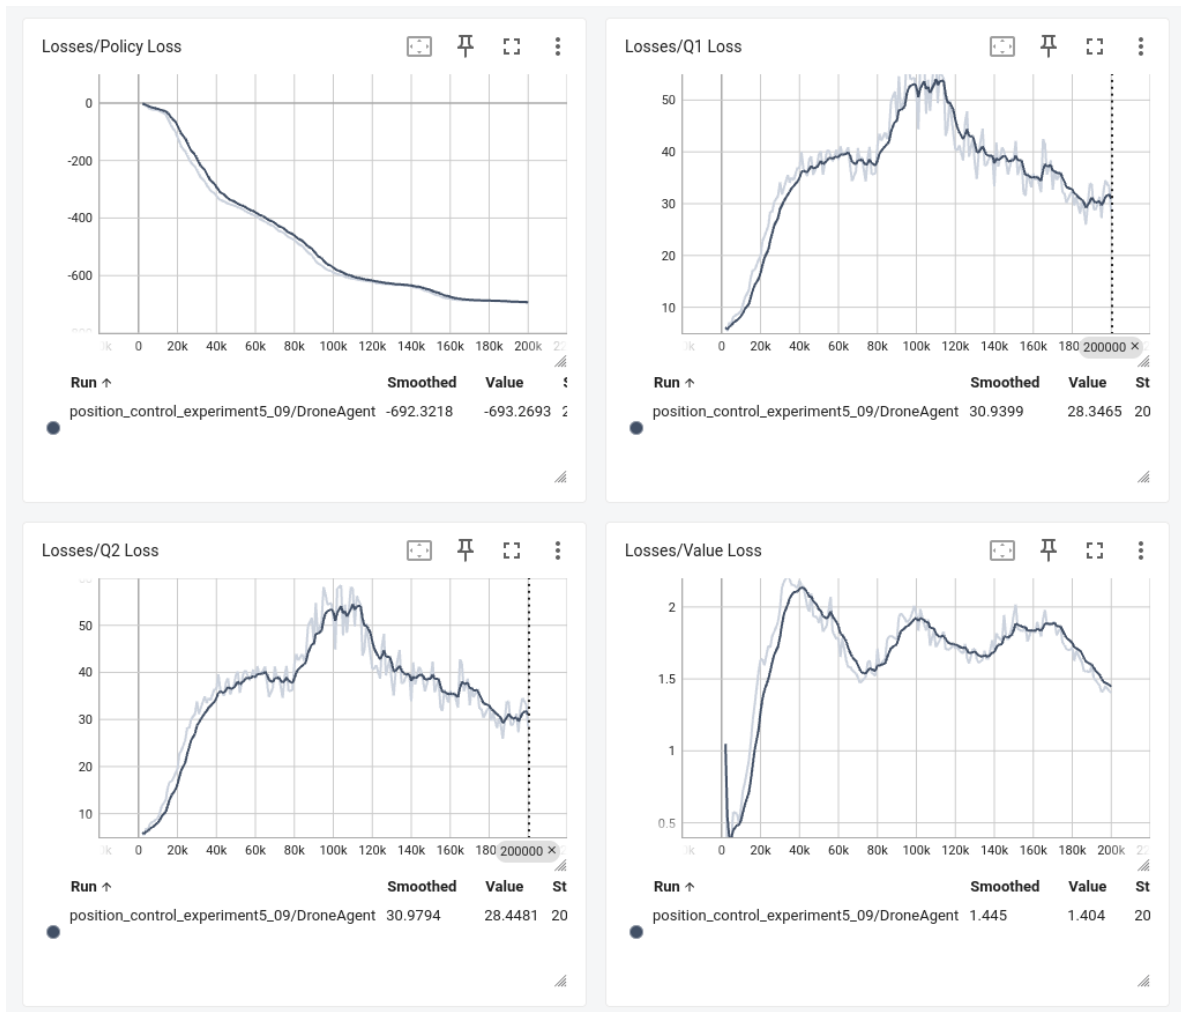 Losses/Policy Loss
0
-200
-400
-600
0 20k 40k 60k 80k 100k 120k 140k 160k 180k 200k
Run ↑ Smoothed Value
position_control_experiment5_09/DroneAgent -692.3218 -693.2693
Losses/Q1 Loss
50
40
30
20
10
0 20k 40k 60k 80k 100k 120k 140k 160k 180 200000 ×
Run ↑ Smoothed Value St
position_control_experiment5_09/DroneAgent 30.9399 28.3465 20
Losses/Q2 Loss
50
40
30
20
10
0 20k 40k 60k 80k 100k 120k 140k 160k 180 200000 ×
Run ↑ Smoothed Value St
position_control_experiment5_09/DroneAgent 30.9794 28.4481 20
Losses/Value Loss
2
1.5
1
0.5
0 20k 40k 60k 80k 100k 120k 140k 160k 180k 200k
Run ↑ Smoothed Value St
position_control_experiment5_09/DroneAgent 1.445 1.404 20